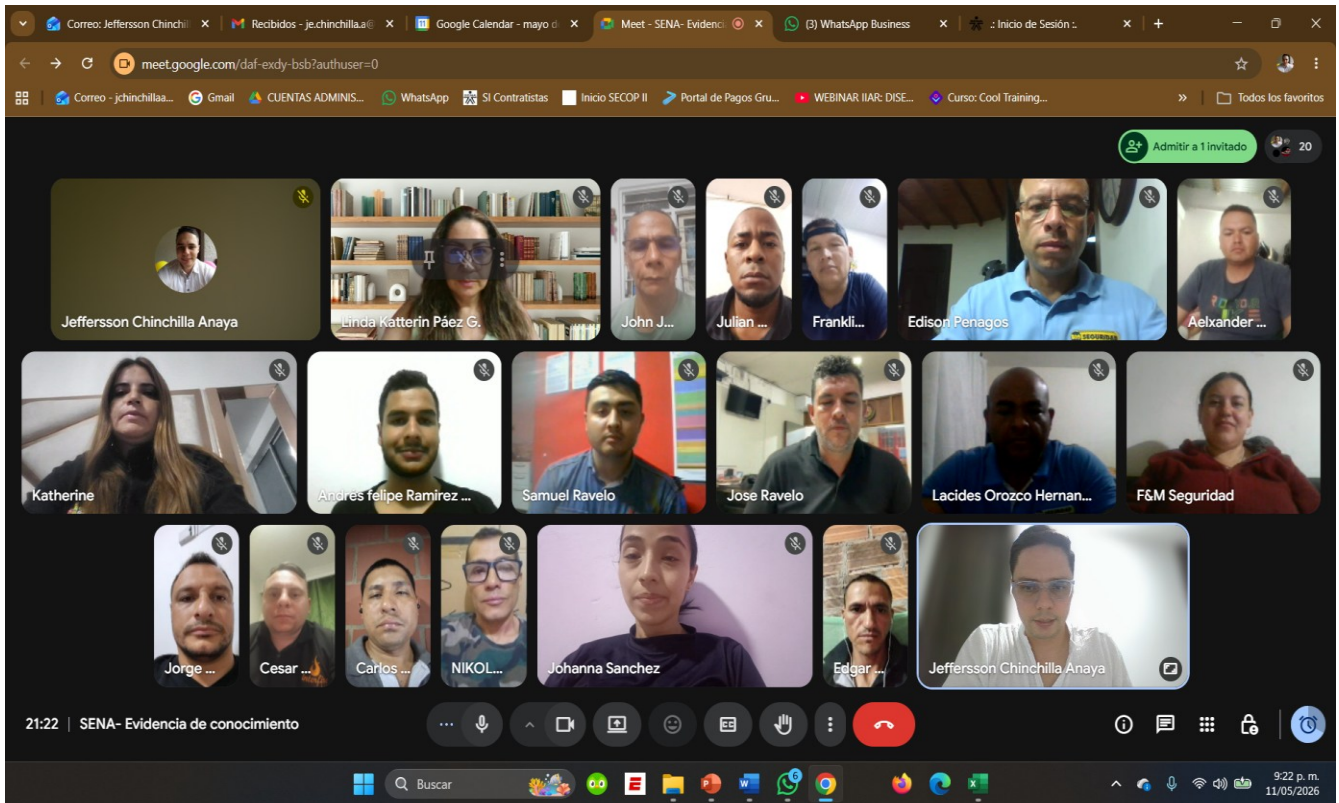 Correo: Jeffersson Chinchil
Recibidos - je.chinchilla.a@
Google Calendar - mayo d
Meet - SENA- Evidenci
(3) WhatsApp Business
.: Inicio de Sesión :.
meet.google.com/daf-exdy-bsb?authuser=0
Correo - jchinchillaa...
Gmail
CUENTAS ADMINIS...
WhatsApp
SI Contratistas
Inicio SECOP II
Portal de Pagos Gru...
WEBINAR IIAR: DISE...
Curso: Cool Training...
»
Todos los favoritos
Admitir a 1 invitado
20
Jeffersson Chinchilla Anaya
Linda Katterin Páez G.
John J...
Julian ...
Frankli...
Edison Penagos
SEGURIDAD
Aelxander ...
Katherine
Andrés felipe Ramirez ...
Samuel Ravelo
Jose Ravelo
Lacides Orozco Hernan...
F&M Seguridad
Jorge ...
Cesar ...
Carlos ...
NIKOL...
Johanna Sanchez
Edgar ...
Jeffersson Chinchilla Anaya
21:22 | SENA- Evidencia de conocimiento
Buscar
6
9:22 p. m.
11/05/2026